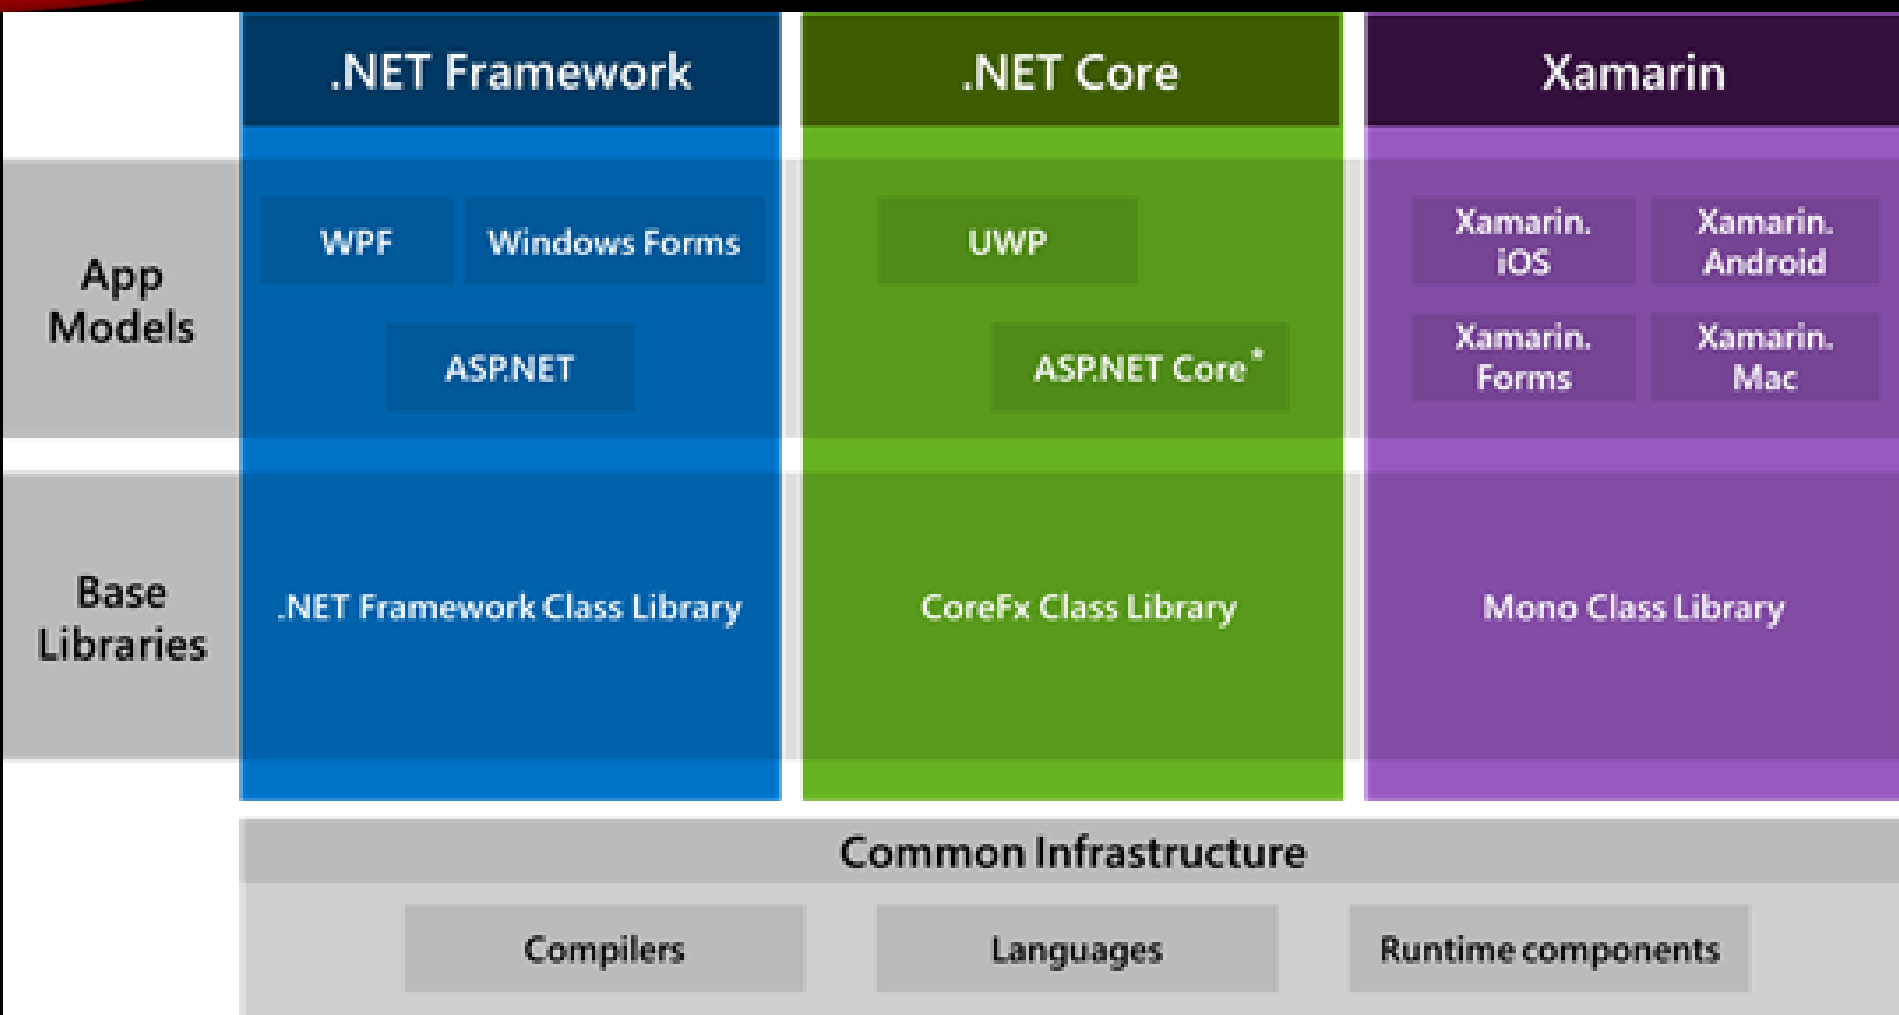 .NET Framework
.NET Core
Xamarin
App
Models
WPF
Windows Forms
ASP.NET
UWP
ASP.NET Core*
Xamarin.
iOS
Xamarin.
Android
Xamarin.
Forms
Xamarin.
Mac
Base
Libraries
.NET Framework Class Library
CoreFx Class Library
Mono Class Library
Common Infrastructure
Compilers
Languages
Runtime components